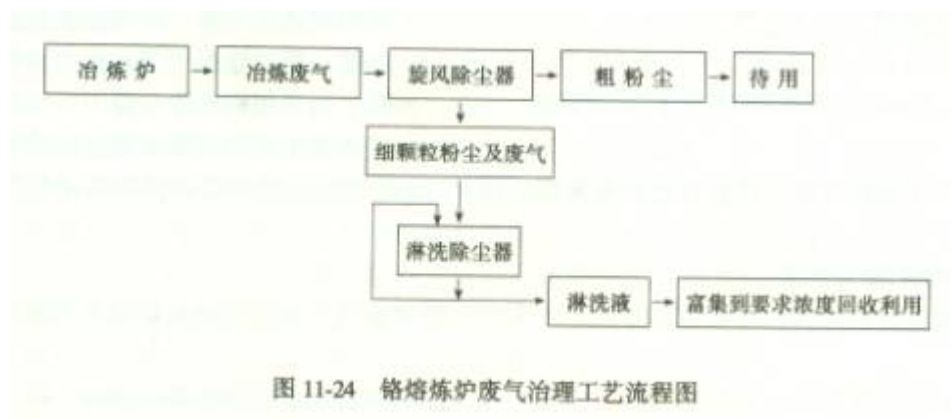 冶炼炉
冶炼废气
旋风除尘器
粗粉尘
待用
细颗粒粉尘及废气
淋洗除尘器
淋洗液
富集到要求浓度回收利用
图 11-24 铬熔炼炉废气治理工艺流程图